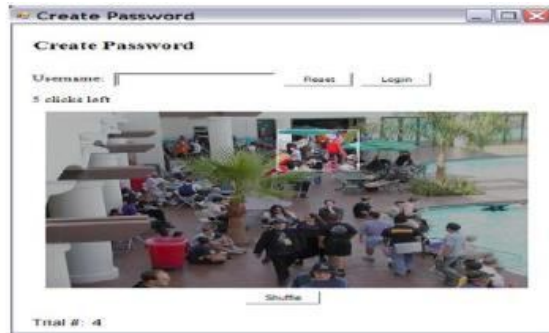 Create Password
Create Password
Username: Reset Login
5 clicks left
Shuffle
Trial #: 4